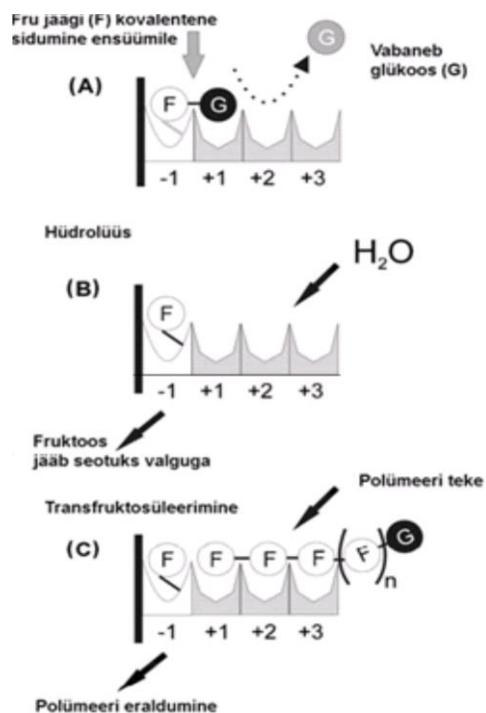 Fru jäägi (F) kovalentene
sidumine ensüümile
G
Vabaneb
glükoos (G)
(A)
F
G
-1 +1 +2 +3
Hüdrolüüs
H₂O
(B)
F
-1 +1 +2 +3
Fruktoos
jääb seotuks valguga
Polümeeri teke
Transfruktosüleerimine
(C)
F F F F (F)n G
-1 +1 +2 +3
Polümeeri eraldumine